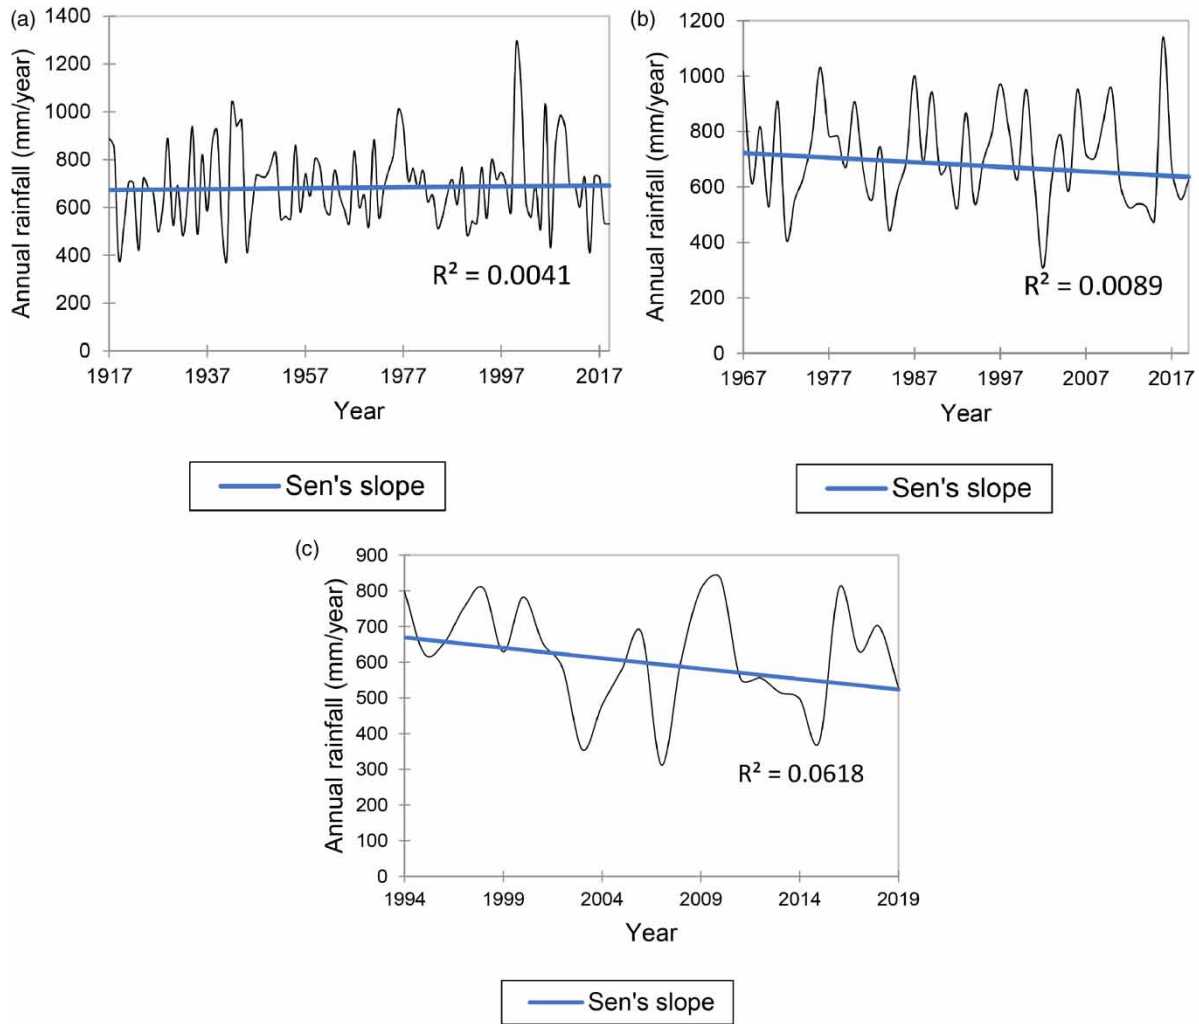 (a)
1400
1200
1000
800
600
400
200
0
Annual rainfall (mm/year)
R² = 0.0041
1917 1937 1957 1977 1997 2017
Year
Sen's slope
(b)
1200
1000
800
600
400
200
0
Annual rainfall (mm/year)
R² = 0.0089
1967 1977 1987 1997 2007 2017
Year
Sen's slope
(c)
900
800
700
600
500
400
300
200
100
0
Annual rainfall (mm/year)
R² = 0.0618
1994 1999 2004 2009 2014 2019
Year
Sen's slope